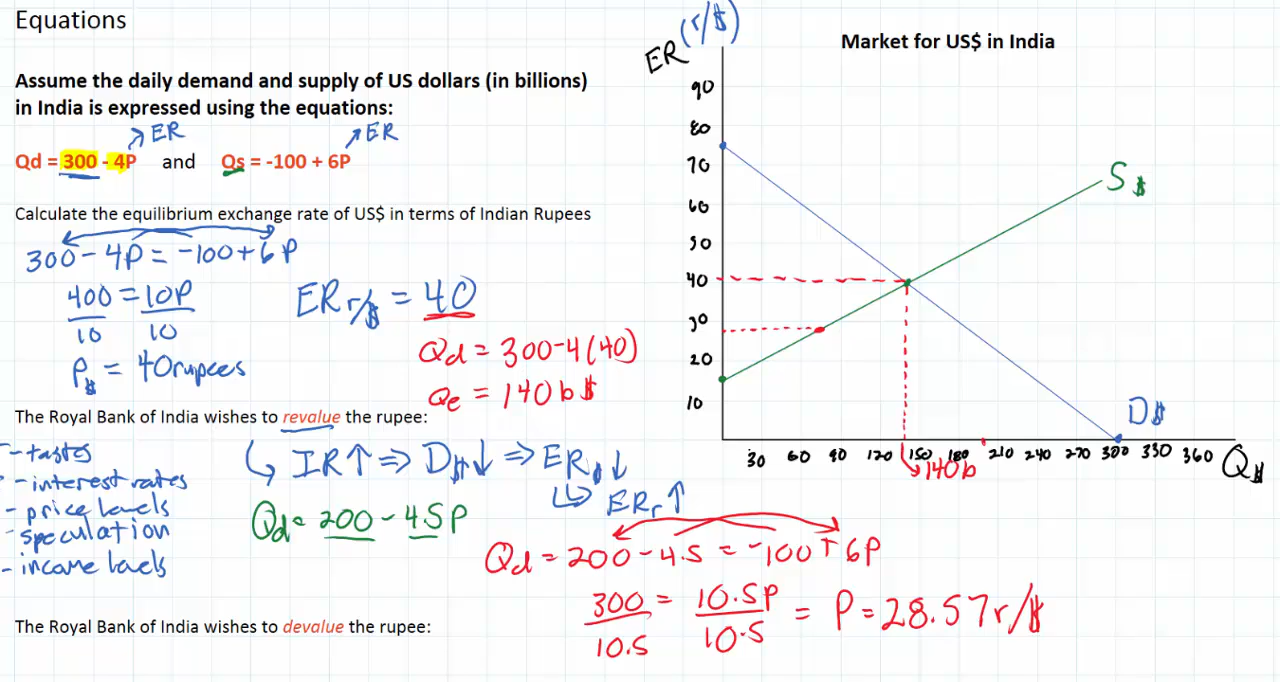 Equations
Assume the daily demand and supply of US dollars (in billions)
in India is expressed using the equations:
ER ER
Qd = 300 - 4P and Qs = -100 + 6P
Calculate the equilibrium exchange rate of US$ in terms of Indian Rupees
300 - 4P = -100 + 6P
400 = 10P
10 10
P$ = 40 rupees
ER r/$ = 40
Qd = 300 - 4(40)
Qe = 140 b $
The Royal Bank of India wishes to revalue the rupee:
- tastes
- interest rates
- price levels
- speculation
- income levels
IR↑ ⇒ D$↓ ⇒ ER$↓
ERr↑
Qd = 200 - 4.5P
Qd = 200 - 4.5 = -100 + 6P
300 = 10.5P = P = 28.57 r/$
10.5 10.5
The Royal Bank of India wishes to devalue the rupee:
Market for US$ in India
ER (r/$)
90
80
70
60
50
40
30
20
10
S$
D$
30 60 90 120 150 180 210 240 270 300 330 360 Q$
140b